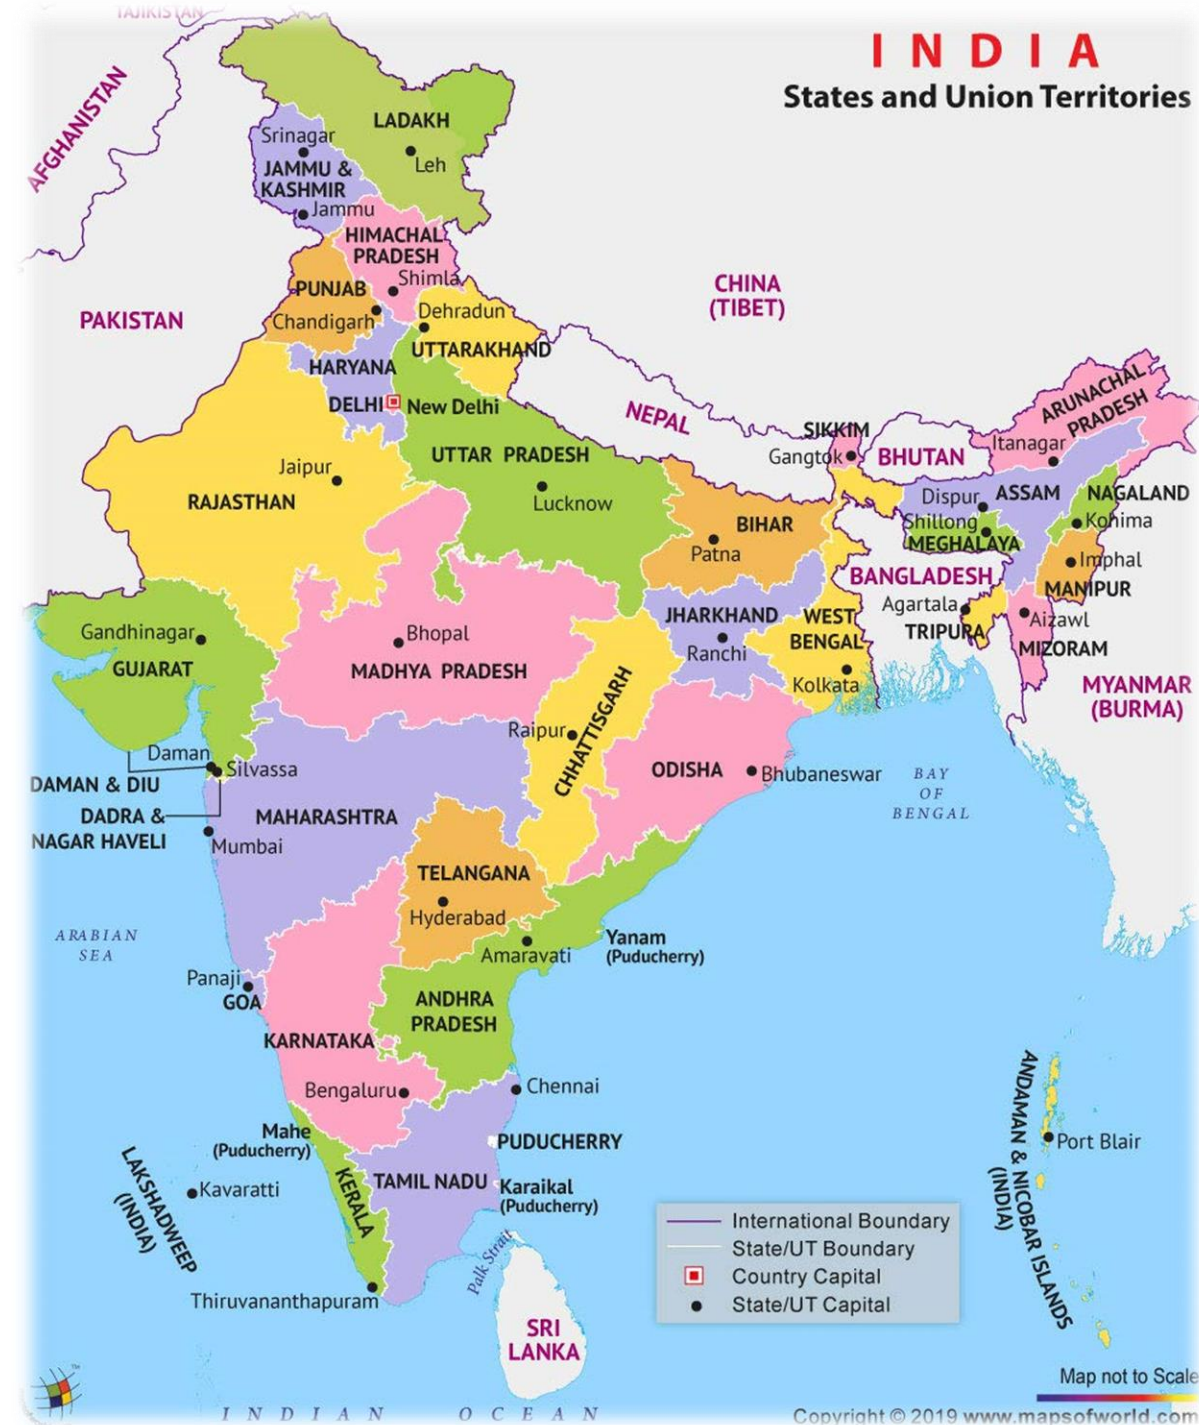 TAJIKISTAN
I N D I A
States and Union Territories
AFGHANISTAN
LADAKH
Srinagar
Leh
JAMMU &
KASHMIR
Jammu
HIMACHAL
PRADESH
Shimla
PUNJAB
Chandigarh
Dehradun
UTTARAKHAND
CHINA
(TIBET)
PAKISTAN
HARYANA
DELHI
New Delhi
NEPAL
SIKKIM
Gangtok
BHUTAN
ARUNACHAL
PRADESH
Itanagar
Jaipur
RAJASTHAN
UTTAR PRADESH
Lucknow
BIHAR
Patna
Dispur
ASSAM
NAGALAND
Shillong
Kohima
MEGHALAYA
Imphal
MANIPUR
BANGLADESH
Agartala
TRIPURA
Aizawl
MIZORAM
MYANMAR
(BURMA)
JHARKHAND
Ranchi
WEST
BENGAL
Kolkata
Gandhinagar
GUJARAT
Bhopal
MADHYA PRADESH
Raipur
CHHATTISGARH
ODISHA
Bhubaneswar
BAY
OF
BENGAL
Daman
Silvassa
DAMAN & DIU
DADRA &
NAGAR HAVELI
MAHARASHTRA
Mumbai
TELANGANA
Hyderabad
ARABIAN
SEA
Amaravati
Yanam
(Puducherry)
Panaji
GOA
ANDHRA
PRADESH
KARNATAKA
Bengaluru
Chennai
Mahe
(Puducherry)
PUDUCHERRY
TAMIL NADU
Karaikal
(Puducherry)
KERALA
LAKSHADWEEP
(INDIA)
Kavaratti
Thiruvananthapuram
Palk Strait
SRI
LANKA
ANDAMAN & NICOBAR ISLANDS
(INDIA)
Port Blair
International Boundary
State/UT Boundary
Country Capital
State/UT Capital
Map not to Scale
I N D I A N O C E A N
Copyright © 2019 www.mapsofworld.com
TM